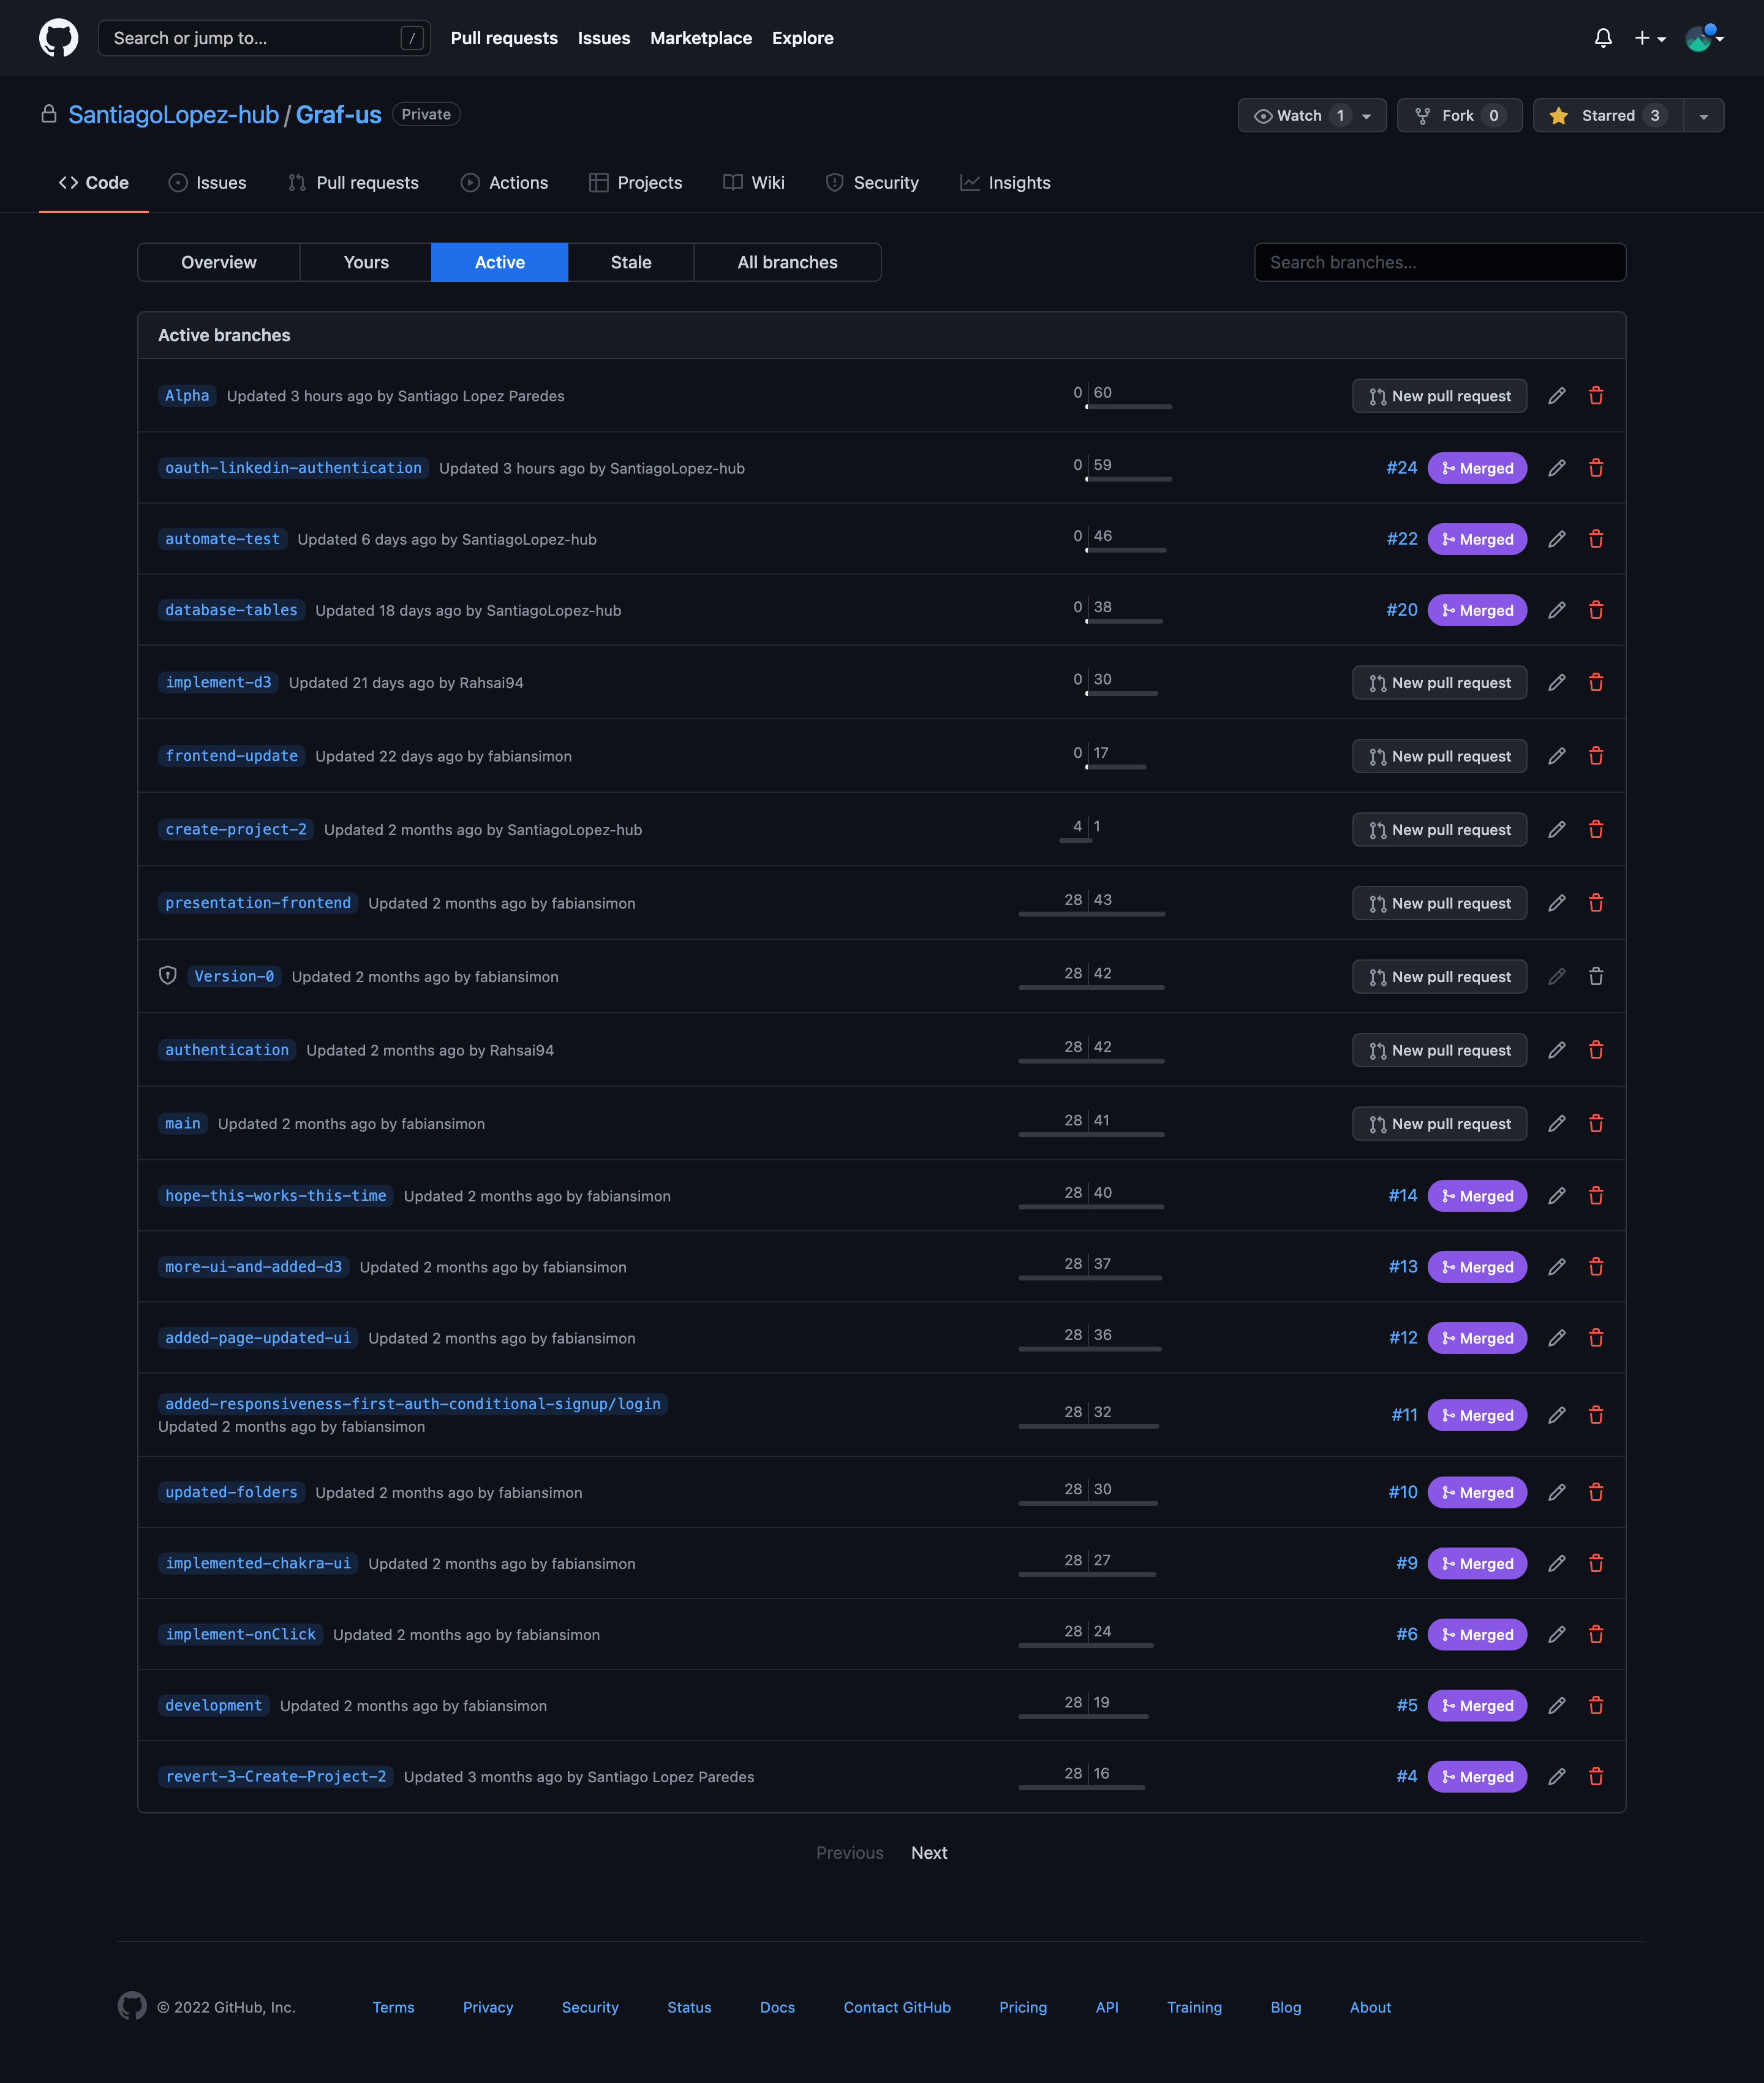 Search or jump to... / Pull requests Issues Marketplace Explore
SantiagoLopez-hub / Graf-us Private Watch 1 Fork 0 Starred 3
Code Issues Pull requests Actions Projects Wiki Security Insights
Overview Yours Active Stale All branches Search branches...
Active branches
Alpha Updated 3 hours ago by Santiago Lopez Paredes 0 60 New pull request
oauth-linkedin-authentication Updated 3 hours ago by SantiagoLopez-hub 0 59 #24 Merged
automate-test Updated 6 days ago by SantiagoLopez-hub 0 46 #22 Merged
database-tables Updated 18 days ago by SantiagoLopez-hub 0 38 #20 Merged
implement-d3 Updated 21 days ago by Rahsai94 0 30 New pull request
frontend-update Updated 22 days ago by fabiansimon 0 17 New pull request
create-project-2 Updated 2 months ago by SantiagoLopez-hub 4 1 New pull request
presentation-frontend Updated 2 months ago by fabiansimon 28 43 New pull request
Version-0 Updated 2 months ago by fabiansimon 28 42 New pull request
authentication Updated 2 months ago by Rahsai94 28 42 New pull request
main Updated 2 months ago by fabiansimon 28 41 New pull request
hope-this-works-this-time Updated 2 months ago by fabiansimon 28 40 #14 Merged
more-ui-and-added-d3 Updated 2 months ago by fabiansimon 28 37 #13 Merged
added-page-updated-ui Updated 2 months ago by fabiansimon 28 36 #12 Merged
added-responsiveness-first-auth-conditional-signup/login 28 32 #11 Merged
Updated 2 months ago by fabiansimon
updated-folders Updated 2 months ago by fabiansimon 28 30 #10 Merged
implemented-chakra-ui Updated 2 months ago by fabiansimon 28 27 #9 Merged
implement-onClick Updated 2 months ago by fabiansimon 28 24 #6 Merged
development Updated 2 months ago by fabiansimon 28 19 #5 Merged
revert-3-Create-Project-2 Updated 3 months ago by Santiago Lopez Paredes 28 16 #4 Merged
Previous Next
© 2022 GitHub, Inc. Terms Privacy Security Status Docs Contact GitHub Pricing API Training Blog About